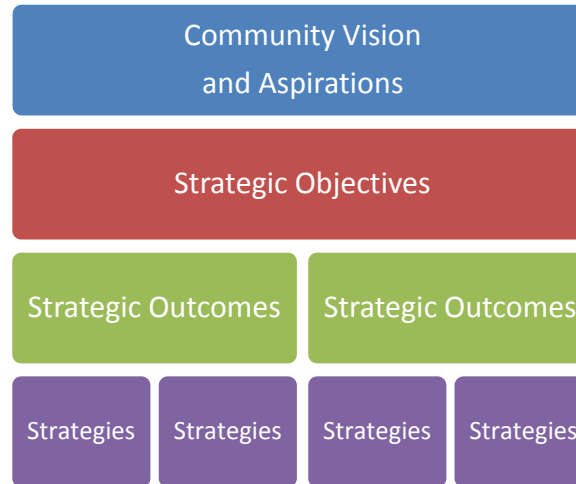 Community Vision
and Aspirations
Strategic Objectives
Strategic Outcomes Strategic Outcomes
Strategies Strategies Strategies Strategies